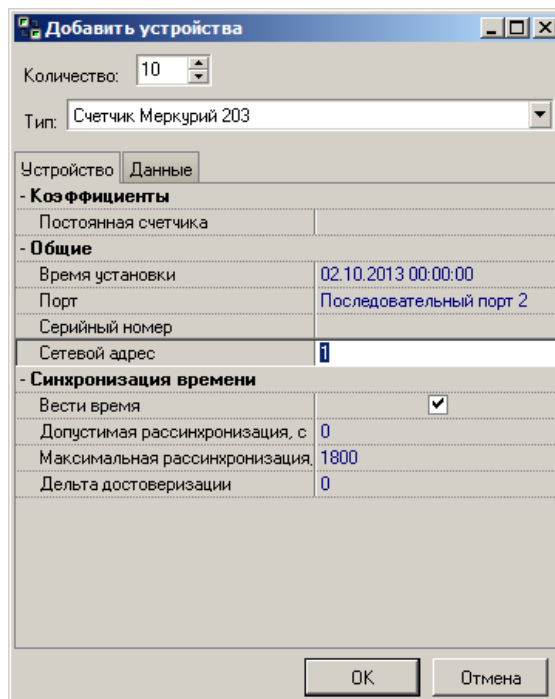 Добавить устройства
Количество: 10
Тип: Счетчик Меркурий 203
Устройство Данные
- Коэффициенты
Постоянная счетчика
- Общие
Время установки 02.10.2013 00:00:00
Порт Последовательный порт 2
Серийный номер
Сетевой адрес 1
- Синхронизация времени
Вести время
Допустимая рассинхронизация, с 0
Максимальная рассинхронизация, 1800
Дельта достоверизации 0
OK Отмена